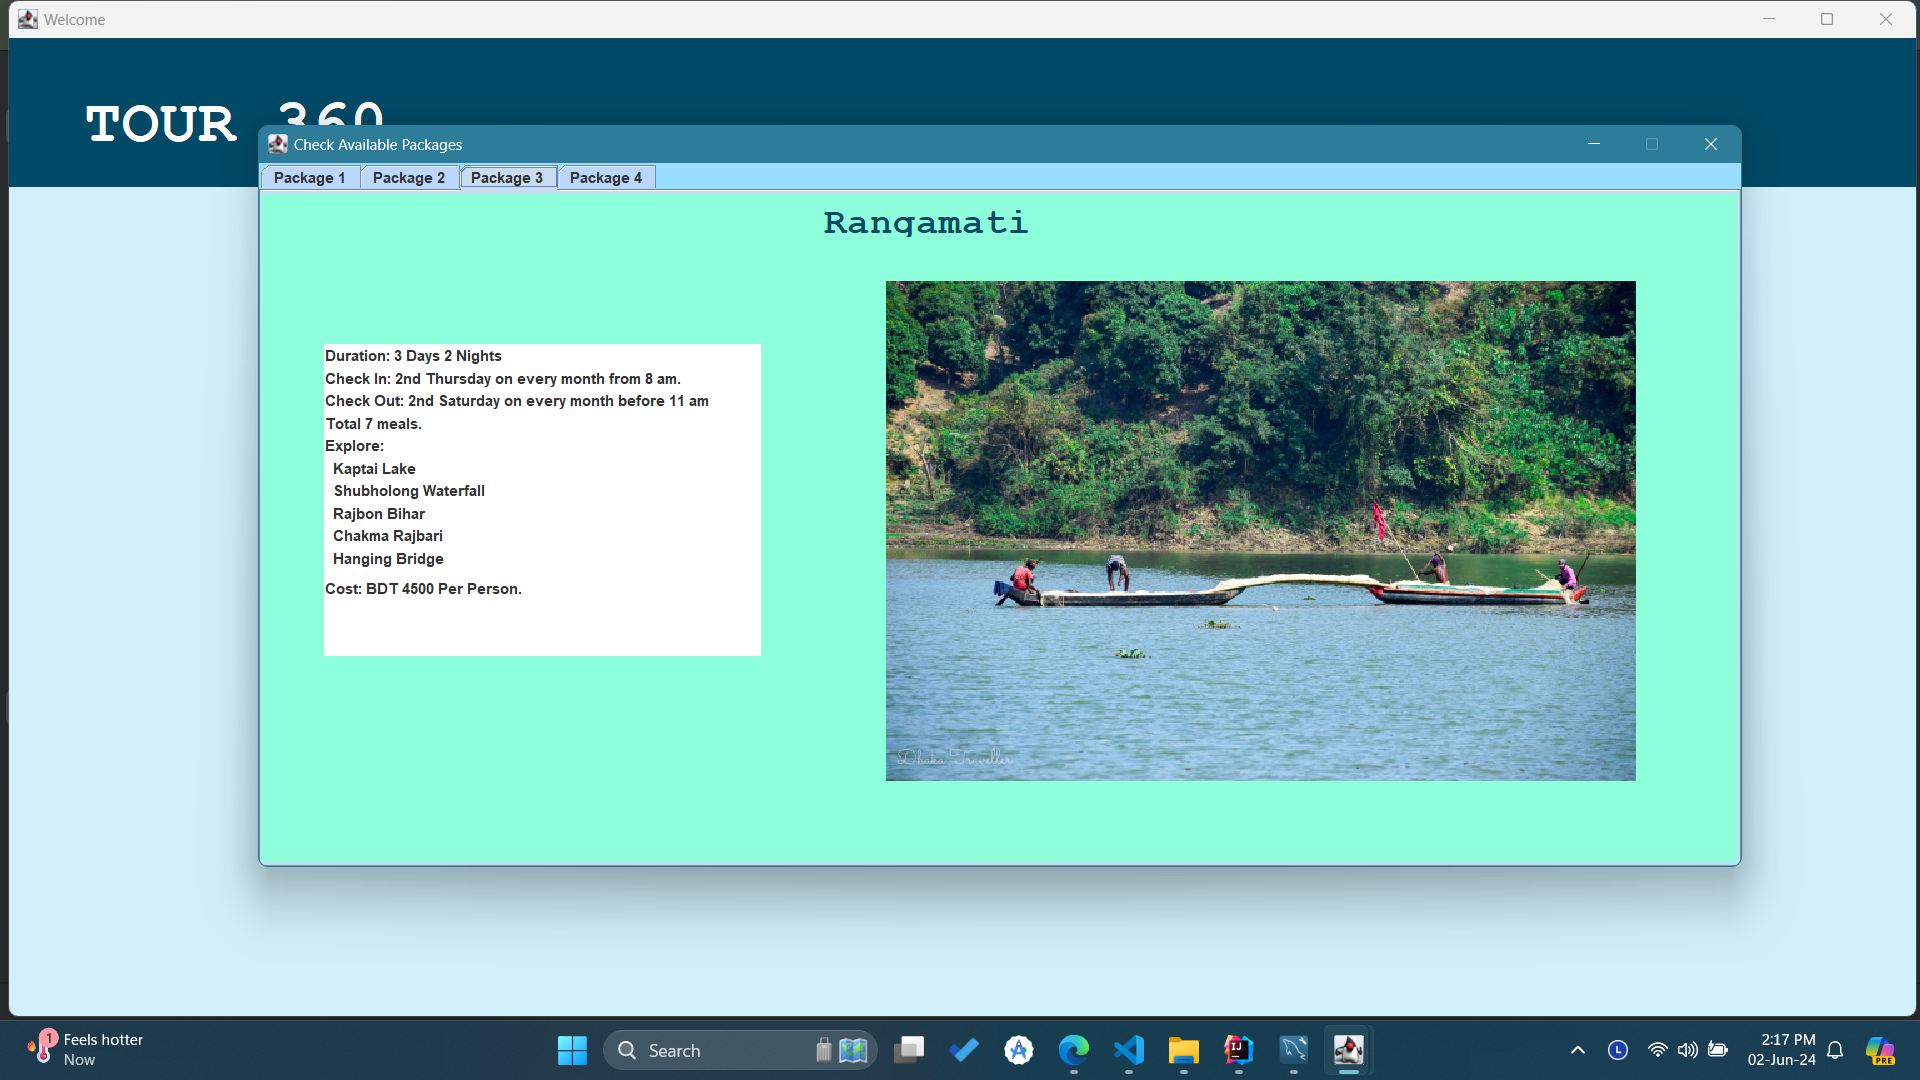 Welcome
TOUR 360
Check Available Packages
Package 1 Package 2 Package 3 Package 4
Rangamati
Duration: 3 Days 2 Nights
Check In: 2nd Thursday on every month from 8 am.
Check Out: 2nd Saturday on every month before 11 am
Total 7 meals.
Explore:
Kaptai Lake
Shubholong Waterfall
Rajbon Bihar
Chakma Rajbari
Hanging Bridge
Cost: BDT 4500 Per Person.
Dhaka Traveller
1
Feels hotter
Now
Search
IJ
L
2:17 PM
02-Jun-24
PRE